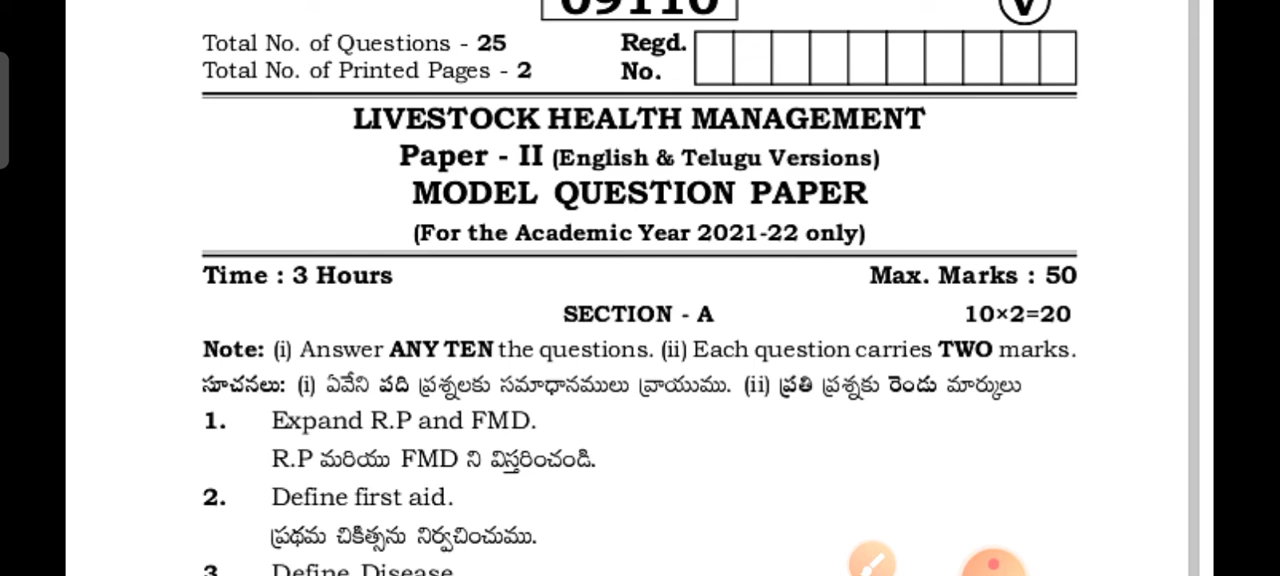 09110
V
Total No. of Questions - 25 Regd.
Total No. of Printed Pages - 2 No.
LIVESTOCK HEALTH MANAGEMENT
Paper - II (English & Telugu Versions)
MODEL QUESTION PAPER
(For the Academic Year 2021-22 only)
Time : 3 Hours Max. Marks : 50
SECTION - A 10×2=20
Note: (i) Answer ANY TEN the questions. (ii) Each question carries TWO marks.
సూచనలు: (i) ఏవేని పది ప్రశ్నలకు సమాధానములు వ్రాయుము. (ii) ప్రతి ప్రశ్నకు రెండు మార్కులు
1. Expand R.P and FMD.
R.P మరియు FMD ని విస్తరించండి.
2. Define first aid.
ప్రథమ చికిత్సను నిర్వచించుము.
3. Define Disease